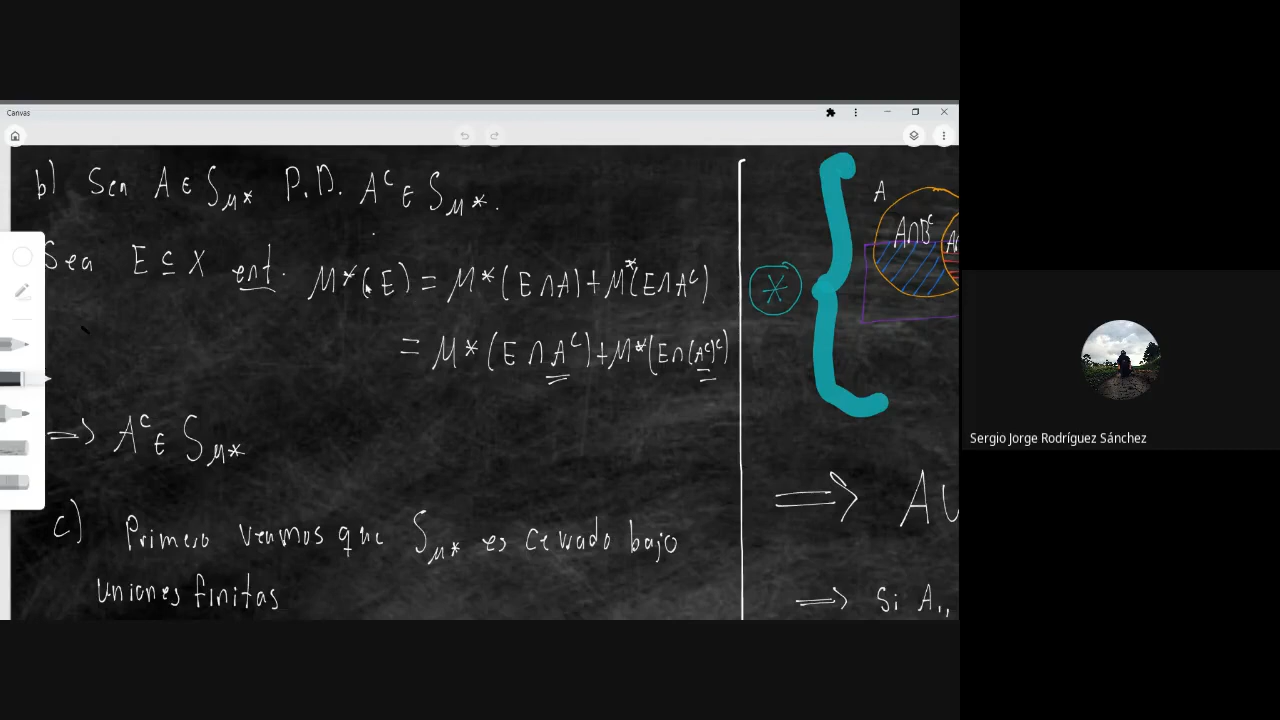 Canvas
b) Sea A ∈ S_μ* P.D. A^c ∈ S_μ*.
Sea E ⊆ X ent. μ*(E) = μ*(E∩A) + μ*(E∩A^c)
= μ*(E∩A^c) + μ*(E∩(A^c)^c)
=> A^c ∈ S_μ*
c) Primero veamos que S_μ* es cerrado bajo
uniones finitas
A
A∩B^c
*
=> A∪
=> Si A₁,
Sergio Jorge Rodríguez Sánchez